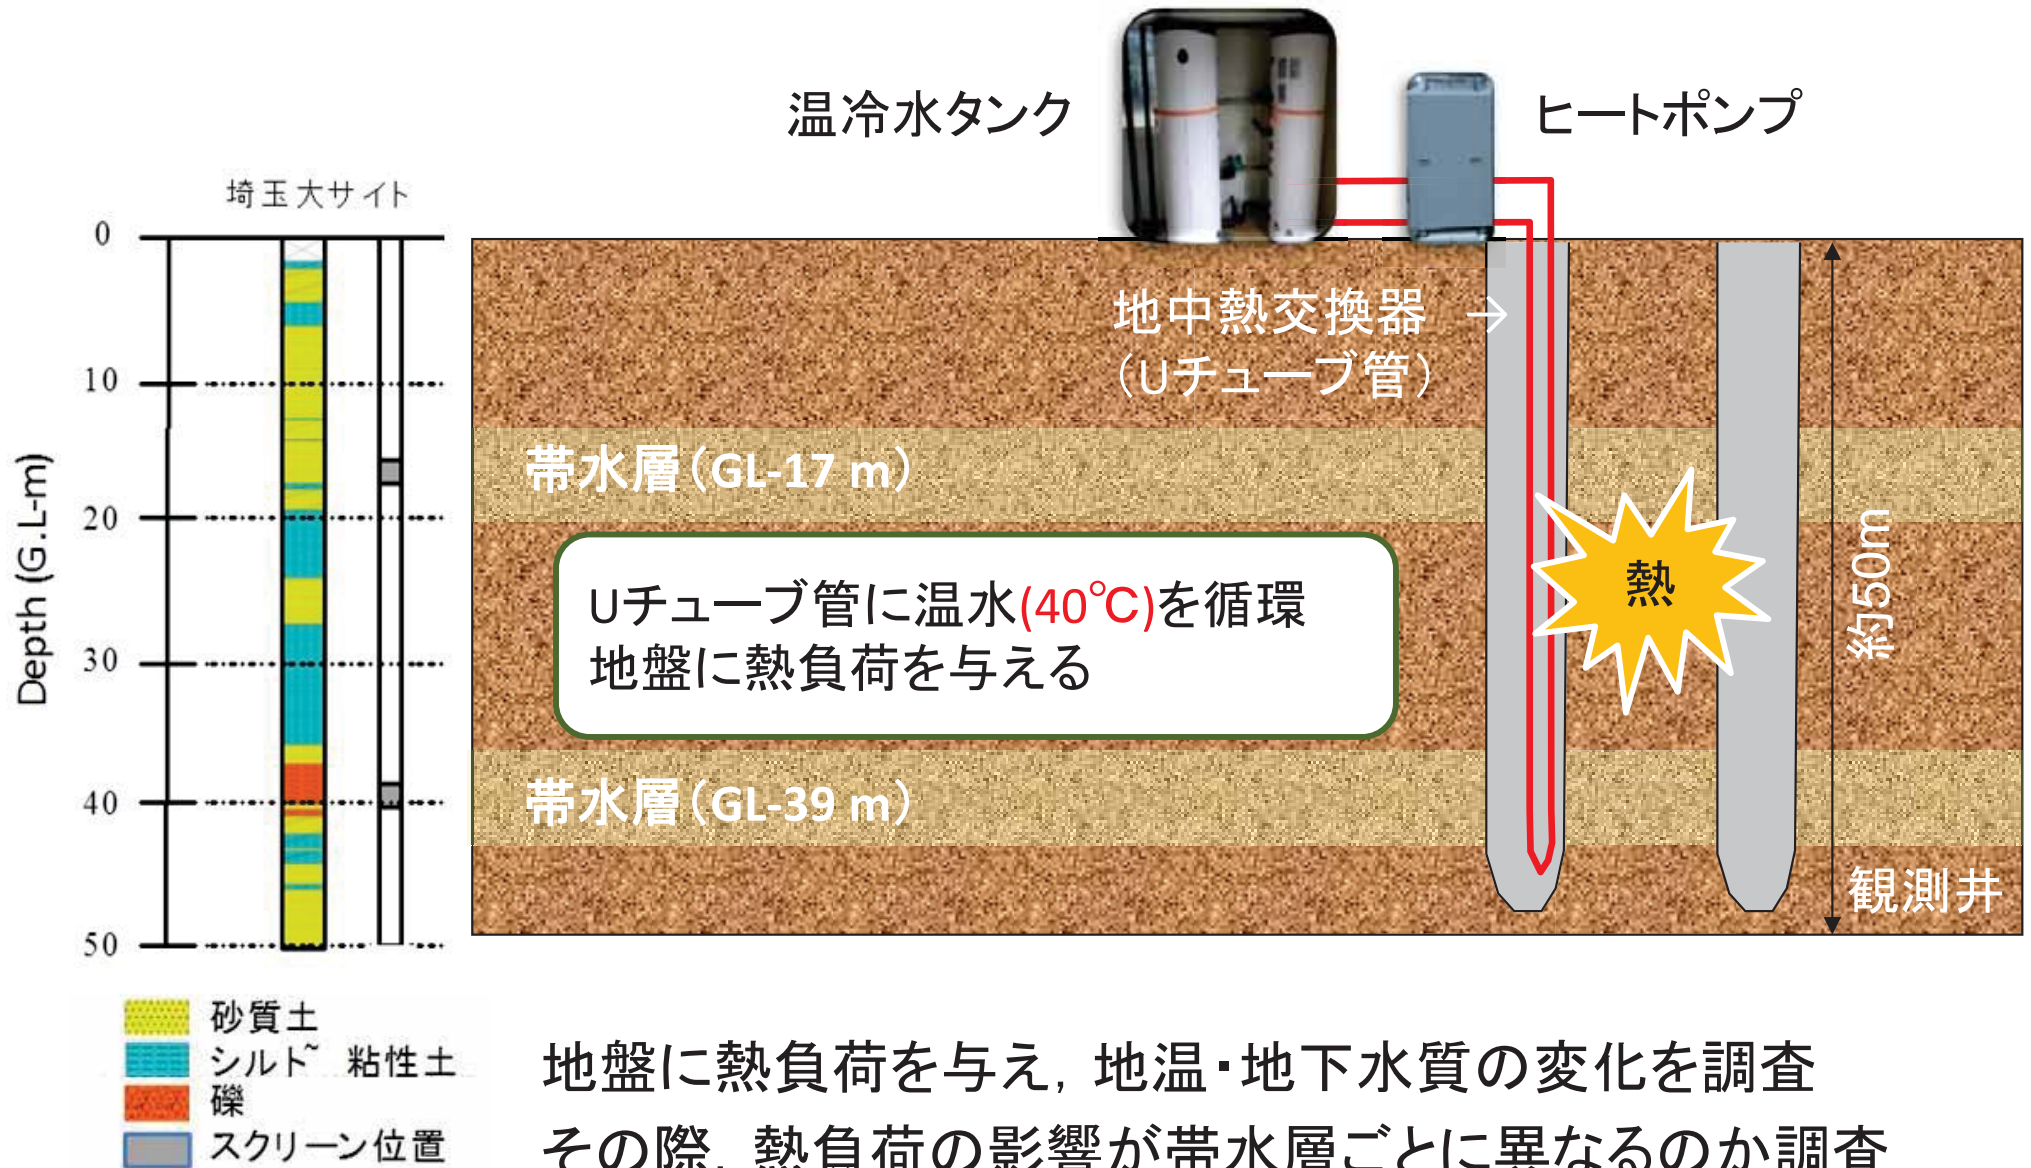 温冷水タンク
ヒートポンプ
埼玉大サイト
0
10
20
30
40
50
Depth (G.L-m)
地中熱交換器 →
（Uチューブ管）
帯水層（GL-17 m）
Uチューブ管に温水(40℃)を循環
地盤に熱負荷を与える
熱
約50m
帯水層（GL-39 m）
観測井
砂質土
シルト~ 粘性土
礫
スクリーン位置
地盤に熱負荷を与え, 地温・地下水質の変化を調査
その際, 熱負荷の影響が帯水層ごとに異なるのか調査